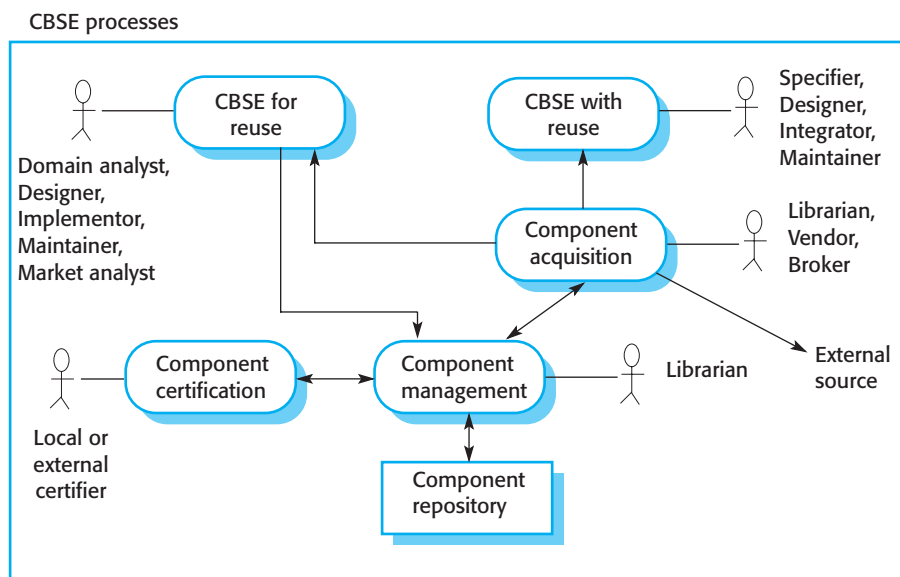 CBSE processes
CBSE for
reuse
CBSE with
reuse
Specifier,
Designer,
Integrator,
Maintainer
Domain analyst,
Designer,
Implementor,
Maintainer,
Market analyst
Component
acquisition
Librarian,
Vendor,
Broker
Component
certification
Component
management
Librarian
External
source
Local or
external
certifier
Component
repository